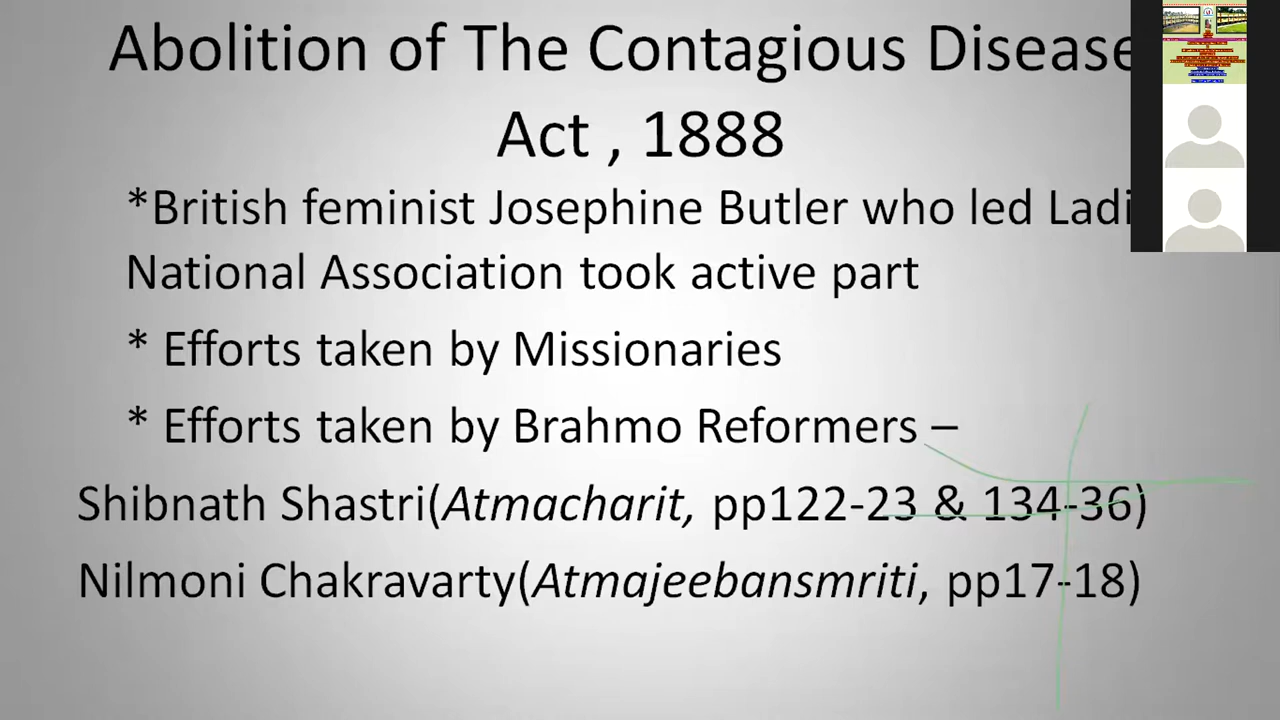 Abolition of The Contagious Disease
Act , 1888
*British feminist Josephine Butler who led Ladi
National Association took active part
* Efforts taken by Missionaries
* Efforts taken by Brahmo Reformers –
Shibnath Shastri(Atmacharit, pp122-23 & 134-36)
Nilmoni Chakravarty(Atmajeebansmriti, pp17-18)